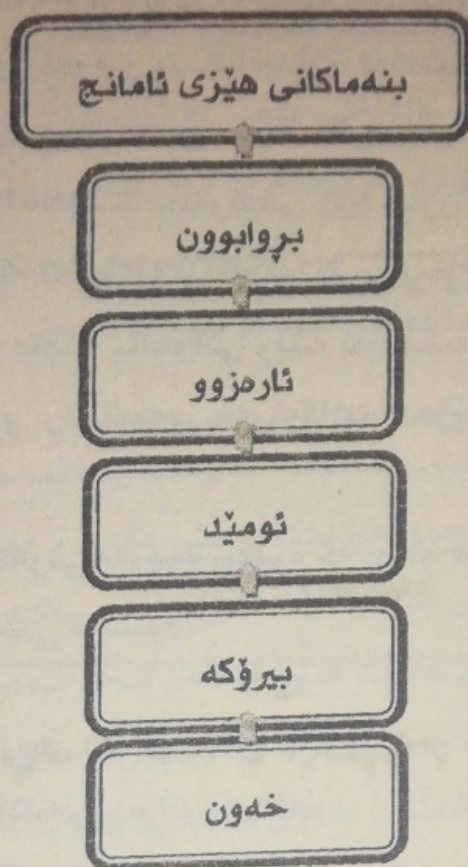 بنەماکانی هێزی ئامانج
بڕوابوون
ئارەزوو
ئومێد
بیرۆکە
خەون